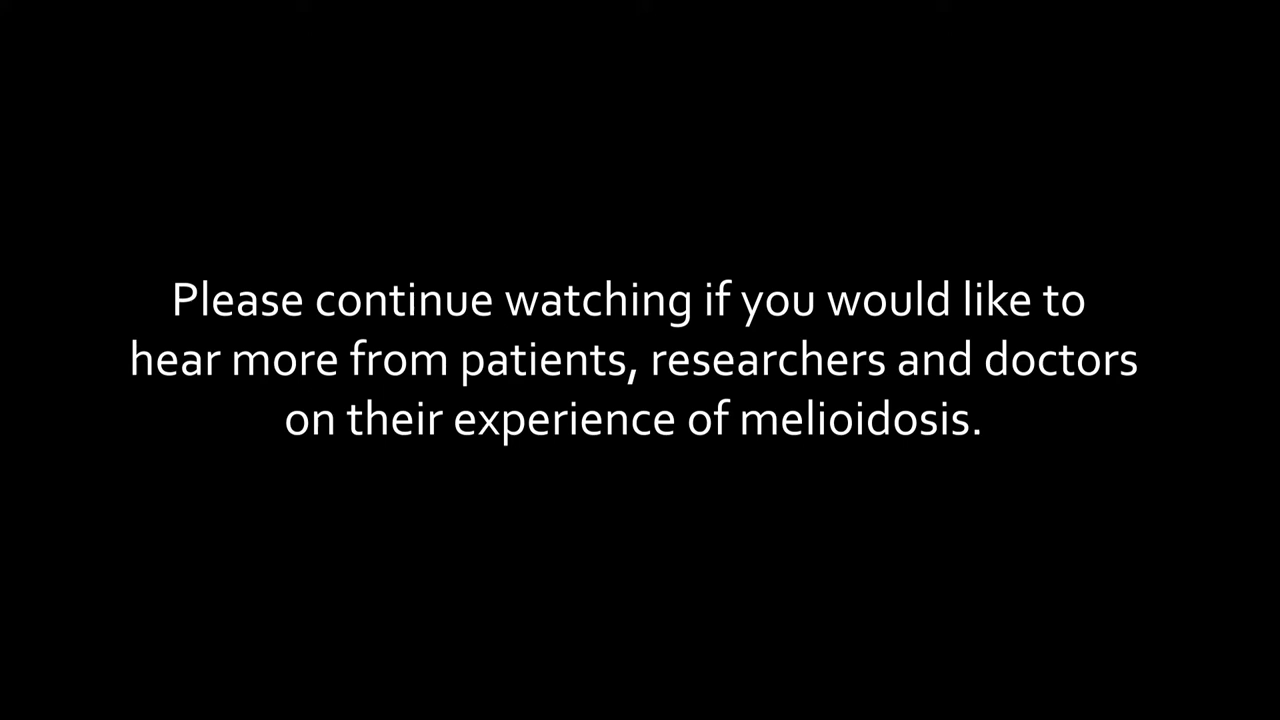 Please continue watching if you would like to
hear more from patients, researchers and doctors
on their experience of melioidosis.